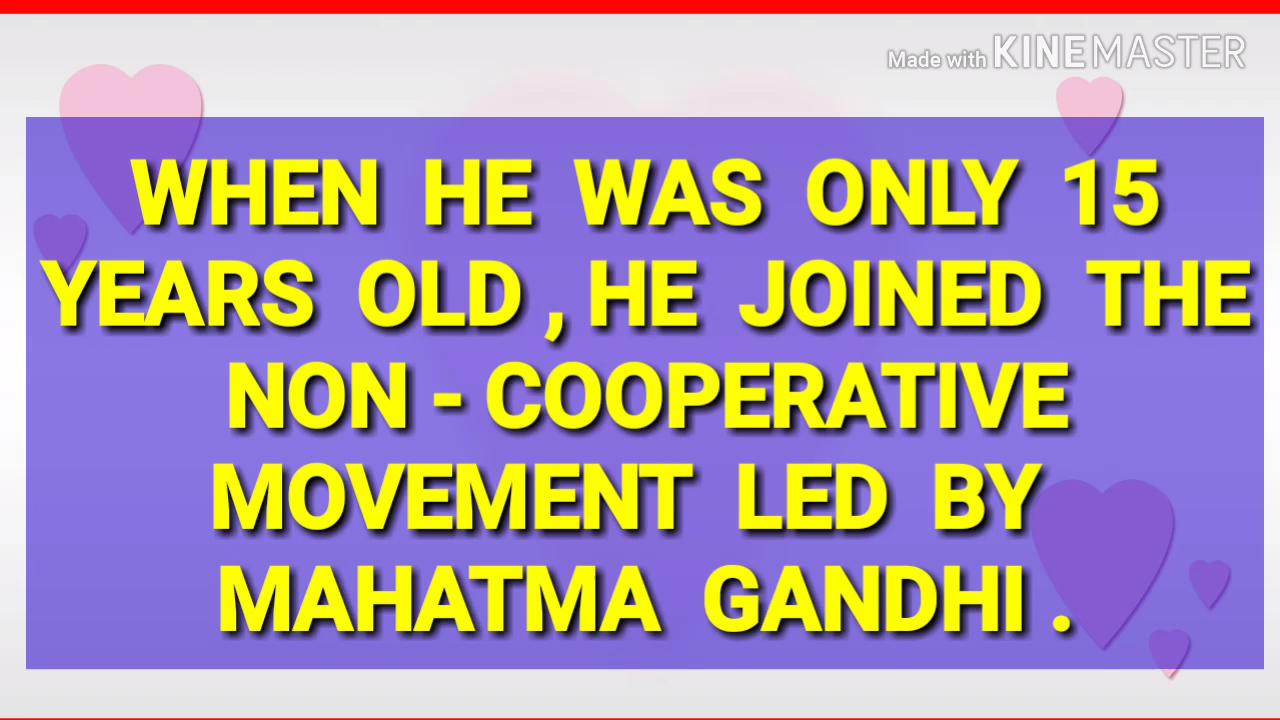 Made with KINEMASTER
WHEN HE WAS ONLY 15
YEARS OLD , HE JOINED THE
NON - COOPERATIVE
MOVEMENT LED BY
MAHATMA GANDHI .